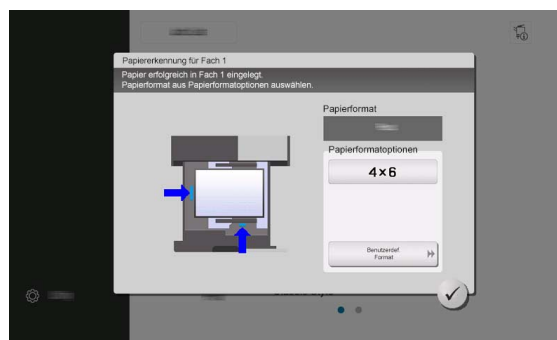 Papiererkennung für Fach 1
Papier erfolgreich in Fach 1 eingelegt.
Papierformat aus Papierformatoptionen auswählen.
Papierformat
Papierformatoptionen
4×6
Benutzerdef.
Format